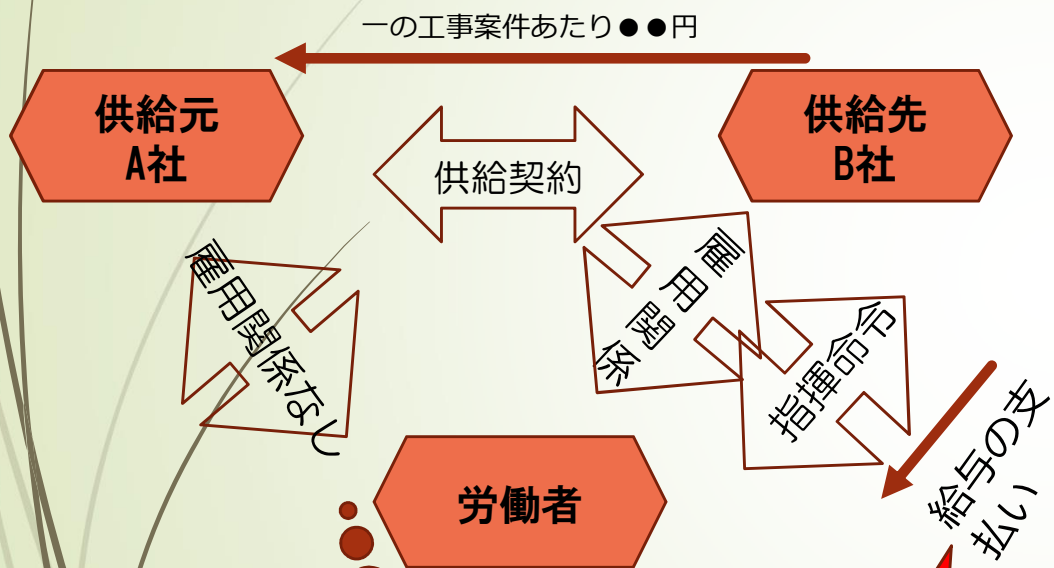 一の工事案件あたり●●円
供給元
A社
供給契約
供給先
B社
雇用関係なし
雇用関係
指揮命令
給与の支
払い
労働者